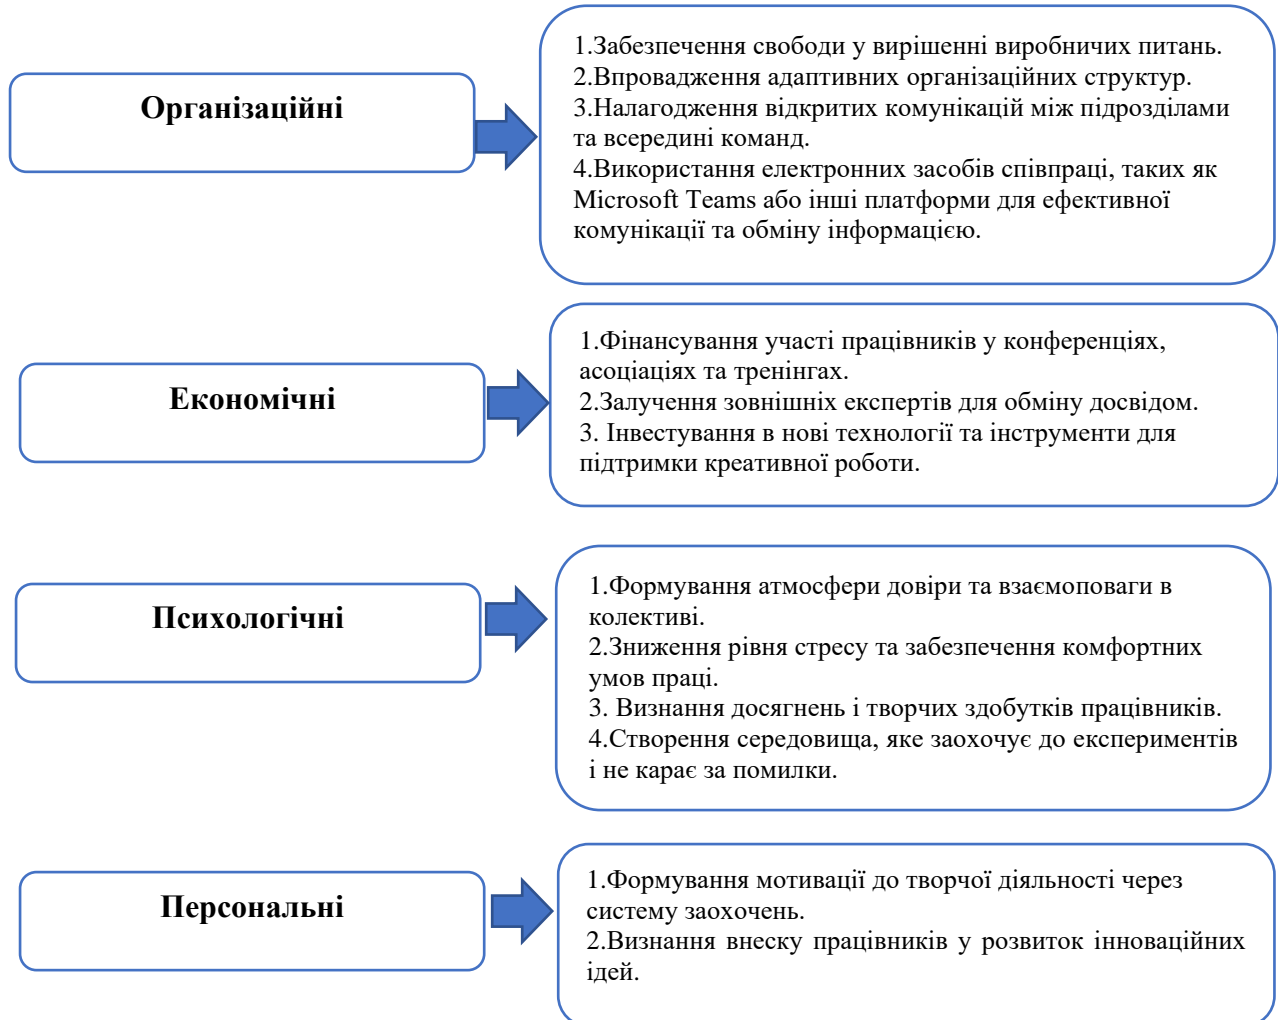 Організаційні
1.Забезпечення свободи у вирішенні виробничих питань.
2.Впровадження адаптивних організаційних структур.
3.Налагодження відкритих комунікацій між підрозділами
та всередині команд.
4.Використання електронних засобів співпраці, таких як
Microsoft Teams або інші платформи для ефективної
комунікації та обміну інформацією.
Економічні
1.Фінансування участі працівників у конференціях,
асоціаціях та тренінгах.
2.Залучення зовнішніх експертів для обміну досвідом.
3. Інвестування в нові технології та інструменти для
підтримки креативної роботи.
Психологічні
1.Формування атмосфери довіри та взаємоповаги в
колективі.
2.Зниження рівня стресу та забезпечення комфортних
умов праці.
3. Визнання досягнень і творчих здобутків працівників.
4.Створення середовища, яке заохочує до експериментів
і не карає за помилки.
Персональні
1.Формування мотивації до творчої діяльності через
систему заохочень.
2.Визнання внеску працівників у розвиток інноваційних
ідей.